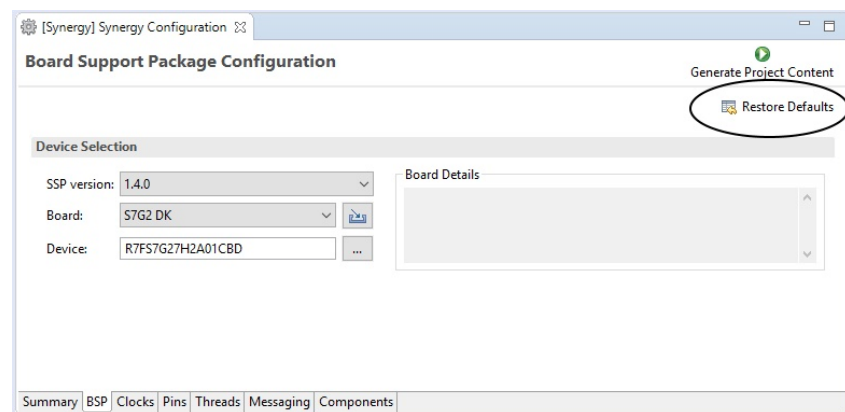 [Synergy] Synergy Configuration
Board Support Package Configuration
Generate Project Content
Restore Defaults
Device Selection
SSP version: 1.4.0
Board Details
Board: S7G2 DK
Device: R7FS7G27H2A01CBD ...
Summary BSP Clocks Pins Threads Messaging Components